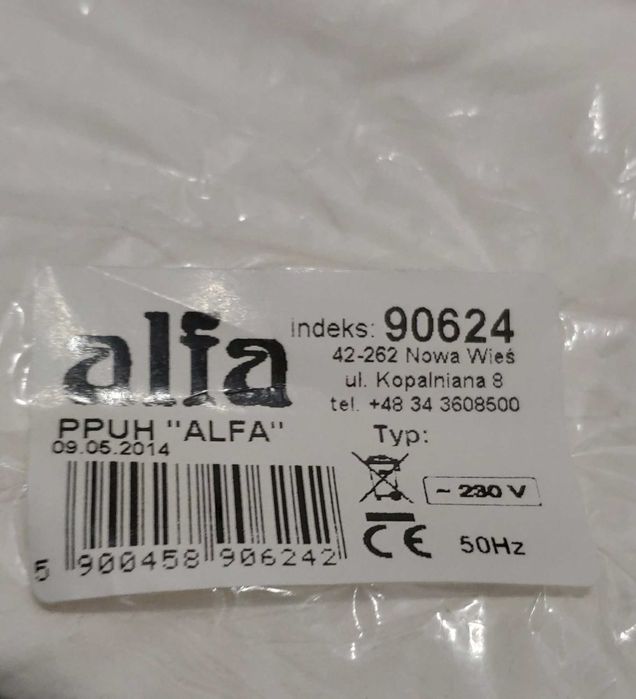 alfa
indeks: 90624
42-262 Nowa Wieś
ul. Kopalniana 8
tel. +48 34 3608500
PPUH "ALFA"
09.05.2014
Typ:
~ 230 V
CE 50Hz
5 900458 906242